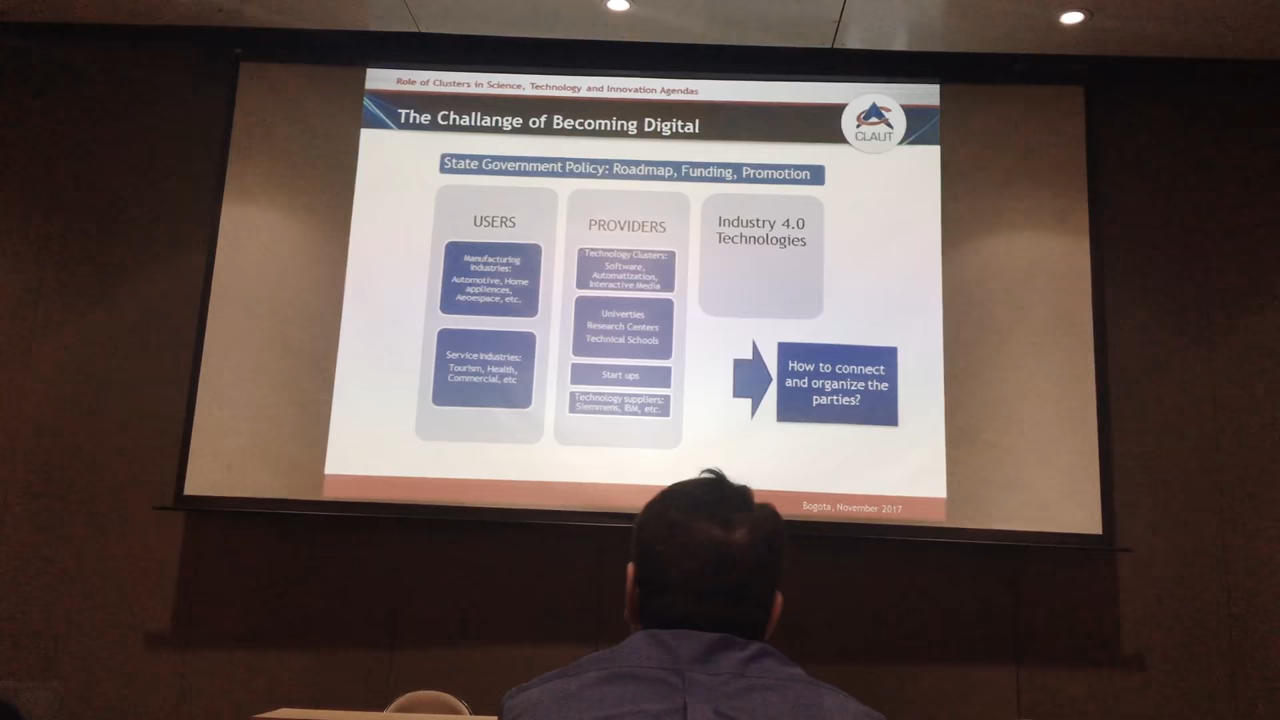 Role of Clusters in Science, Technology and Innovation Agendas
The Challange of Becoming Digital
CLAUT
State Government Policy: Roadmap, Funding, Promotion
USERS
Manufacturing
Industries:
Automotive, Home
appliences,
Aeoespace, etc.
Service Industries:
Tourism, Health,
Commercial, etc
PROVIDERS
Technology Clusters:
Software,
Automatization,
Interactive Media
Univerties
Research Centers
Technical Schools
Start ups
Technology suppliers:
Siemmens, IBM, etc.
Industry 4.0
Technologies
How to connect
and organize the
parties?
Bogota, November 2017